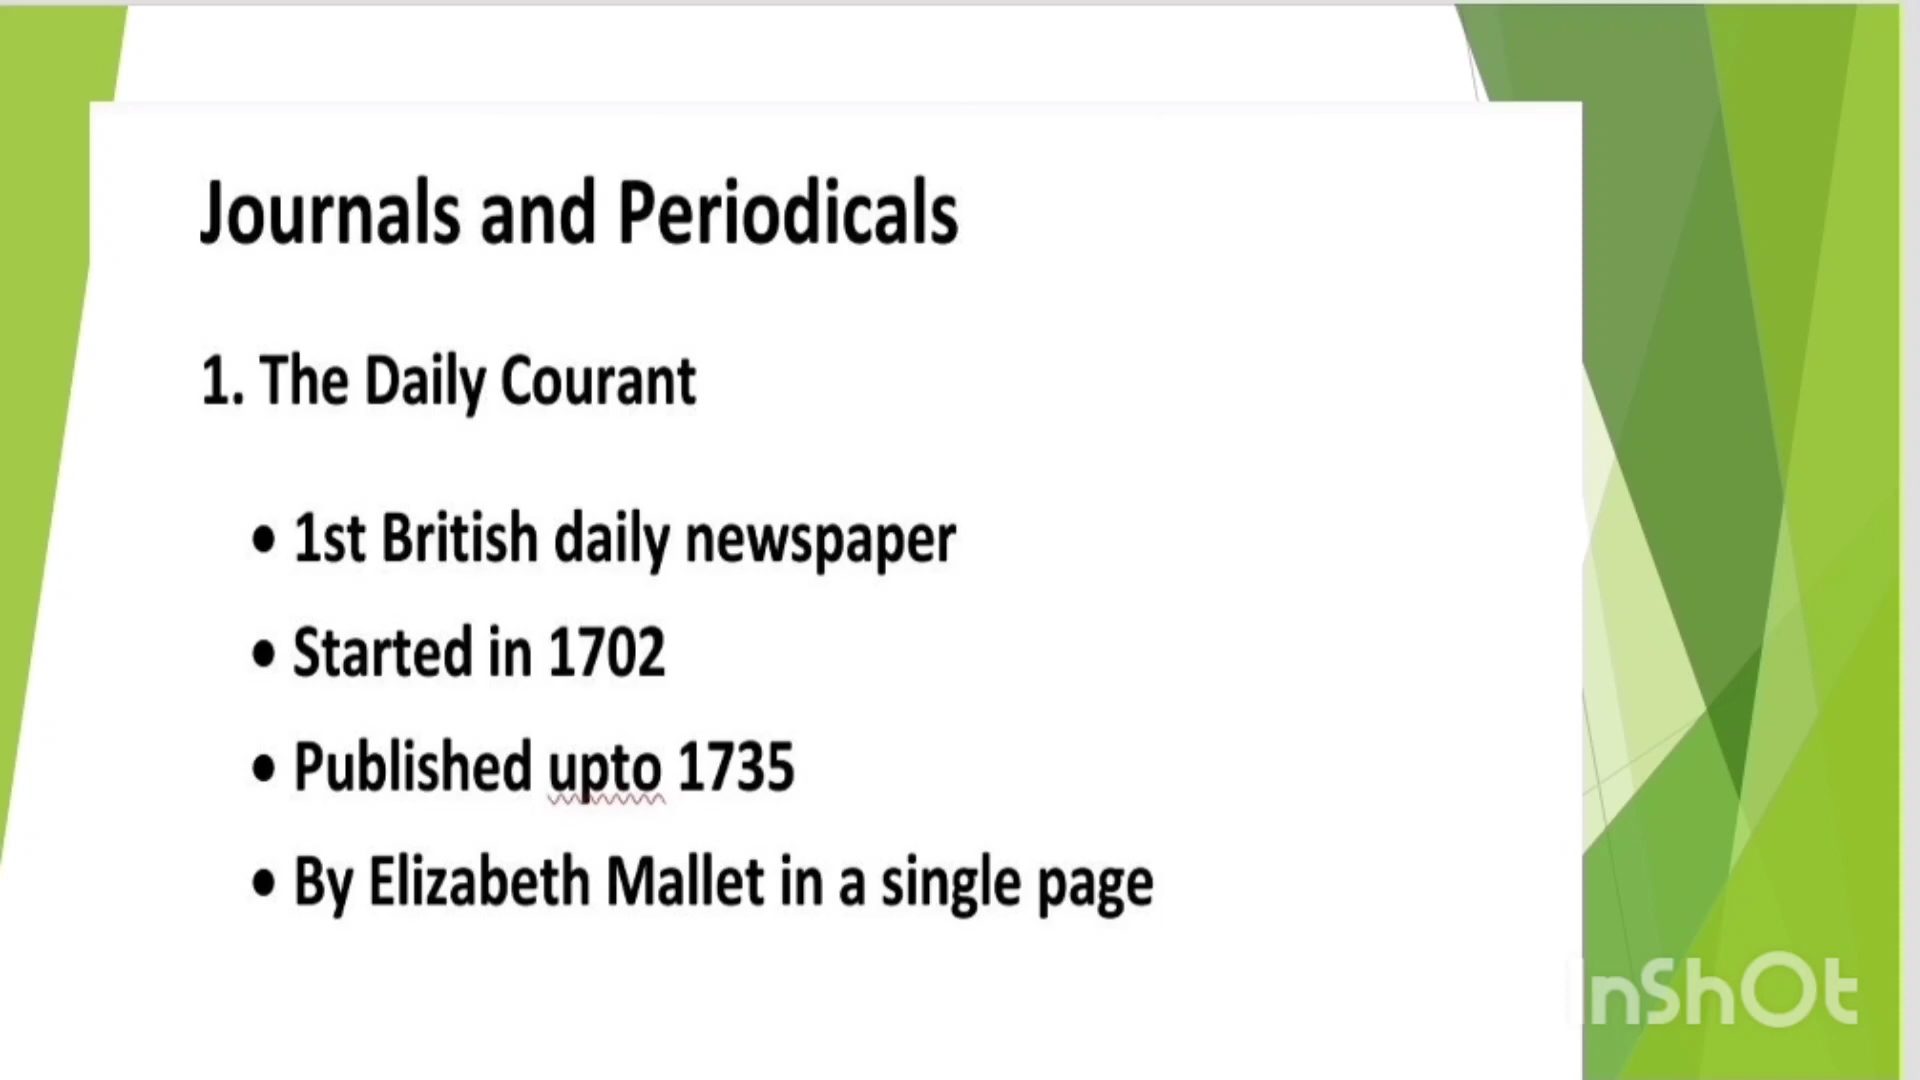 Journals and Periodicals
1. The Daily Courant
• 1st British daily newspaper
• Started in 1702
• Published upto 1735
• By Elizabeth Mallet in a single page
InShOt